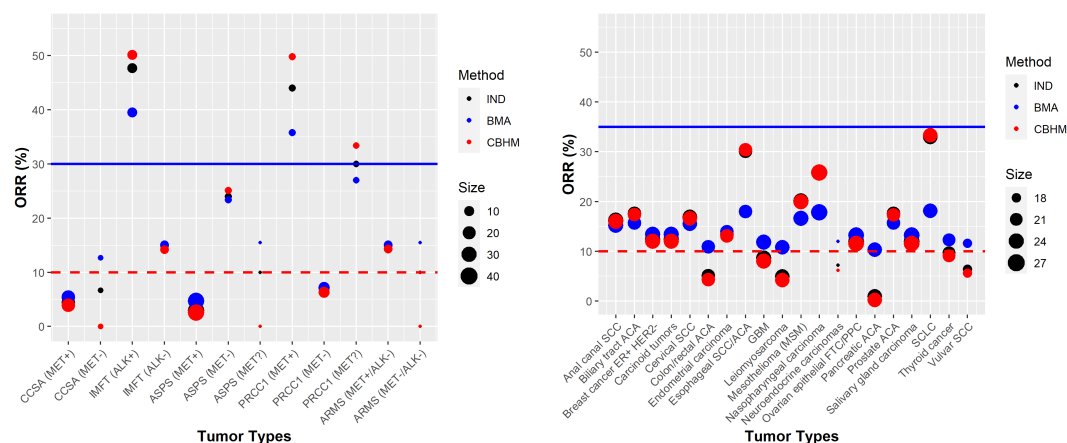 ORR (%)
50
40
30
20
10
0
CCSA (MET+)
CCSA (MET-)
IMFT (ALK+)
IMFT (ALK-)
ASPS (MET+)
ASPS (MET-)
ASPS (MET?)
PRCC1 (MET+)
PRCC1 (MET-)
PRCC1 (MET?)
ARMS (MET+/ALK-)
ARMS (MET-/ALK-)
Tumor Types
Method
IND
BMA
CBHM
Size
10
20
30
40
ORR (%)
50
40
30
20
10
0
Anal canal SCC
Biliary tract ACA
Breast cancer ER+ HER2-
Carcinoid tumors
Cervical SCC
Colon/rectal ACA
Endometrial carcinoma
Esophageal SCC/ACA
GBM
Leiomyosarcoma
Mesothelioma (MSM)
Nasopharyngeal carcinoma
Neuroendocrine carcinomas
Ovarian epithelial FTC/PPC
Pancreatic ACA
Prostate ACA
Salivary gland carcinoma
SCLC
Thyroid cancer
Vulvar SCC
Tumor Types
Method
IND
BMA
CBHM
Size
18
21
24
27